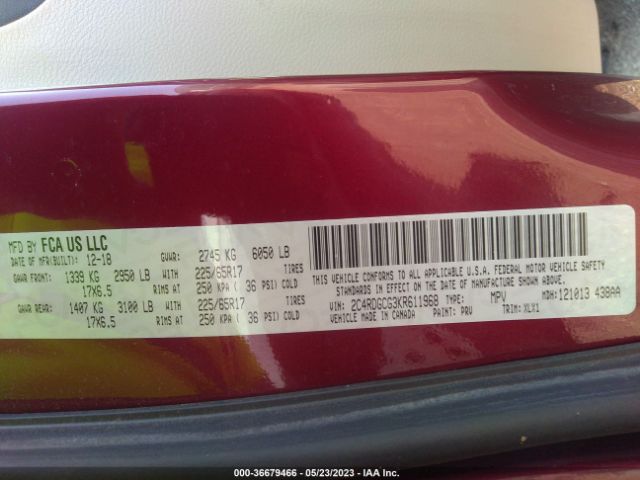 MFD BY FCA US LLC
DATE OF MFR(BUILT): 12-18 GVWR: 2745 KG 6050 LB
GAWR FRONT: 1339 KG 2950 LB WITH 225/65R17 TIRES
17X6.5 RIMS AT 250 KPA ( 36 PSI) COLD
GAWR REAR: 1407 KG 3100 LB WITH 225/65R17 TIRES
17X6.5 RIMS AT 250 KPA ( 36 PSI) COLD
THIS VEHICLE CONFORMS TO ALL APPLICABLE U.S.A. FEDERAL MOTOR VEHICLE SAFETY
STANDARDS IN EFFECT ON THE DATE OF MANUFACTURE SHOWN ABOVE.
VIN: 2C4RDGCG3KR611968 TYPE: MPV MDH: 121013 438AA
VEHICLE MADE IN CANADA PAINT: PRV TRIM: XLX1
000-36679466 - 05/23/2023 - IAA Inc.